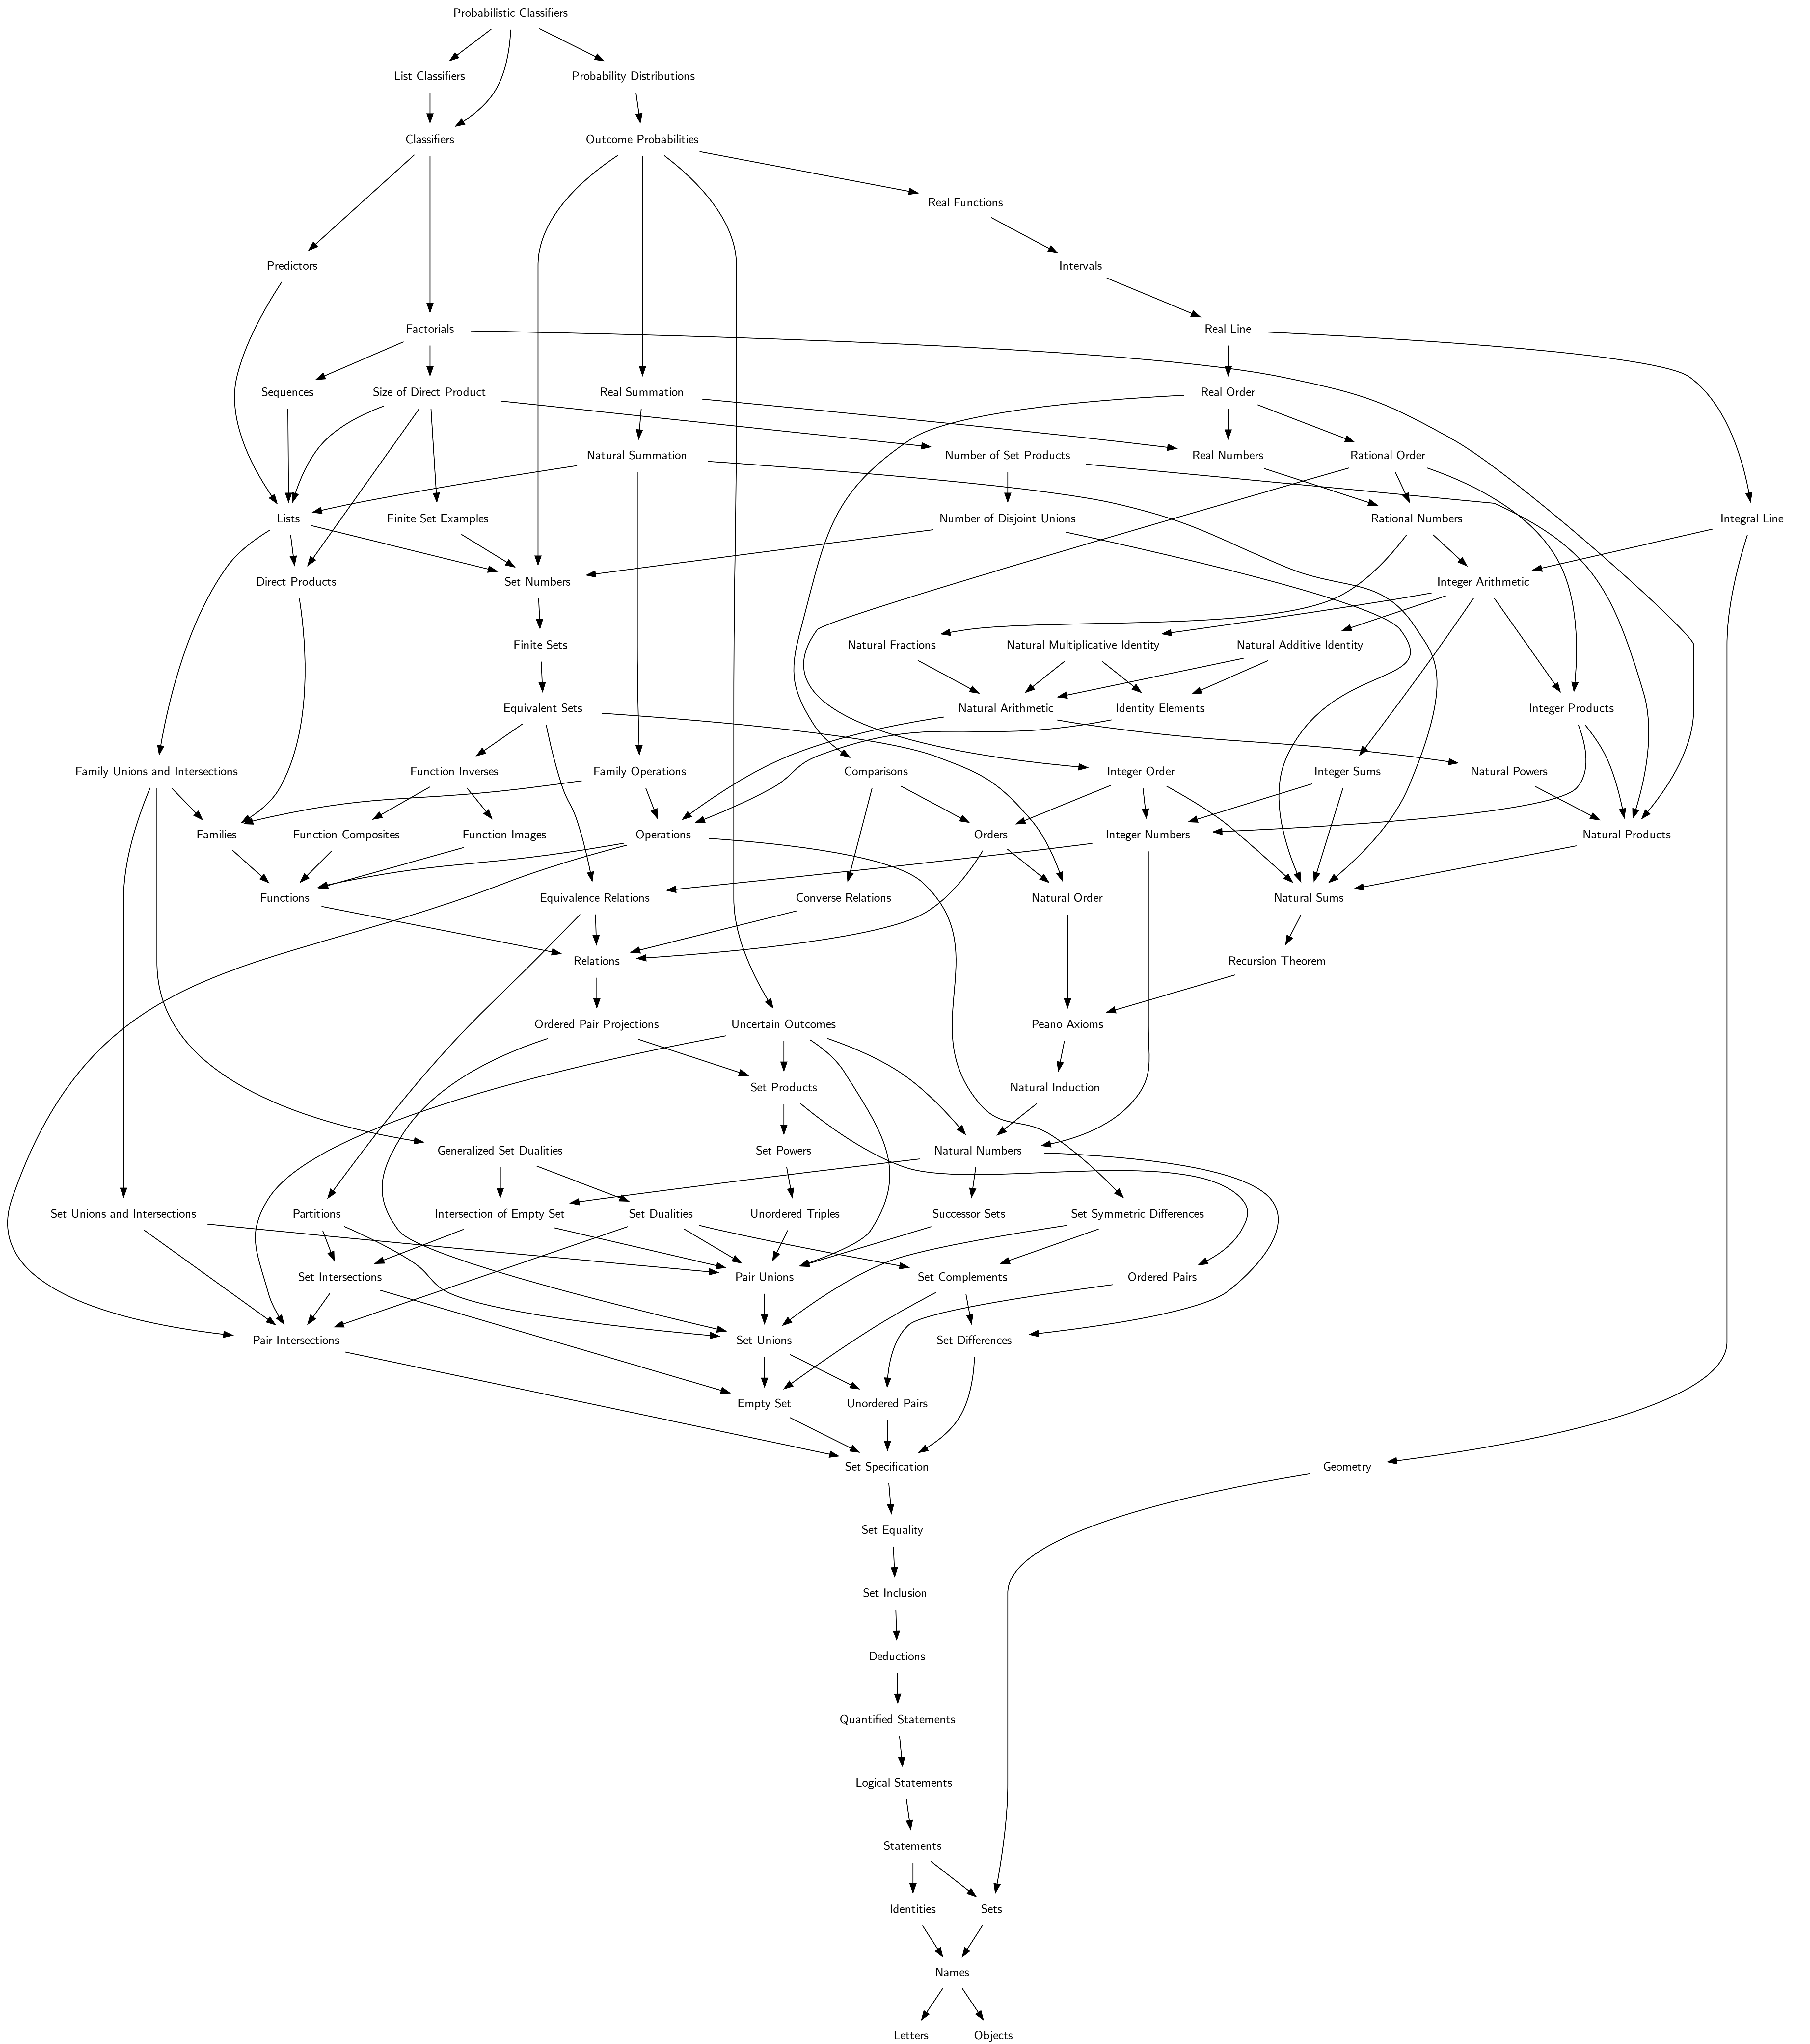 Probabilistic Classifiers
List Classifiers
Probability Distributions
Classifiers
Outcome Probabilities
Real Functions
Predictors
Intervals
Factorials
Real Line
Sequences
Size of Direct Product
Real Summation
Real Order
Natural Summation
Number of Set Products
Real Numbers
Rational Order
Lists
Finite Set Examples
Number of Disjoint Unions
Rational Numbers
Integral Line
Direct Products
Set Numbers
Integer Arithmetic
Finite Sets
Natural Fractions
Natural Multiplicative Identity
Natural Additive Identity
Equivalent Sets
Natural Arithmetic
Identity Elements
Integer Products
Family Unions and Intersections
Function Inverses
Family Operations
Comparisons
Integer Order
Integer Sums
Natural Powers
Families
Function Composites
Function Images
Operations
Orders
Integer Numbers
Natural Products
Functions
Equivalence Relations
Converse Relations
Natural Order
Natural Sums
Relations
Recursion Theorem
Ordered Pair Projections
Uncertain Outcomes
Peano Axioms
Set Products
Natural Induction
Generalized Set Dualities
Set Powers
Natural Numbers
Set Unions and Intersections
Partitions
Intersection of Empty Set
Set Dualities
Unordered Triples
Successor Sets
Set Symmetric Differences
Set Intersections
Pair Unions
Set Complements
Ordered Pairs
Pair Intersections
Set Unions
Set Differences
Empty Set
Unordered Pairs
Set Specification
Geometry
Set Equality
Set Inclusion
Deductions
Quantified Statements
Logical Statements
Statements
Identities
Sets
Names
Letters
Objects